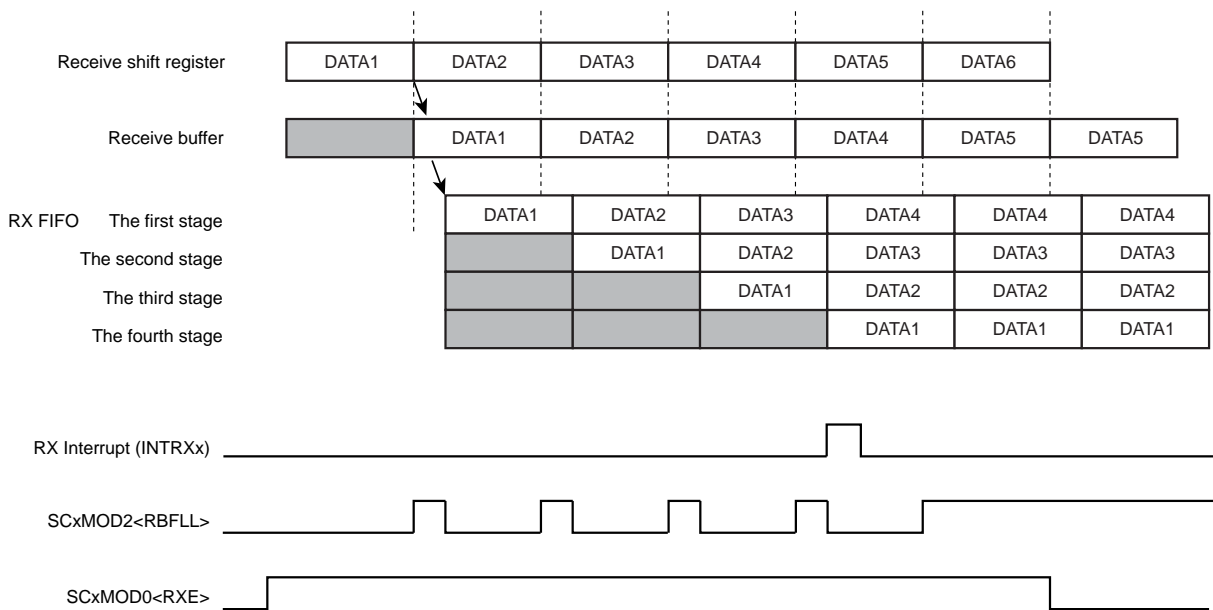 Receive shift register DATA1 DATA2 DATA3 DATA4 DATA5 DATA6
Receive buffer DATA1 DATA2 DATA3 DATA4 DATA5 DATA5
RX FIFO The first stage DATA1 DATA2 DATA3 DATA4 DATA4 DATA4
The second stage DATA1 DATA2 DATA3 DATA3 DATA3
The third stage DATA1 DATA2 DATA2 DATA2
The fourth stage DATA1 DATA1 DATA1
RX Interrupt (INTRXx)
SCxMOD2<RBFLL>
SCxMOD0<RXE>